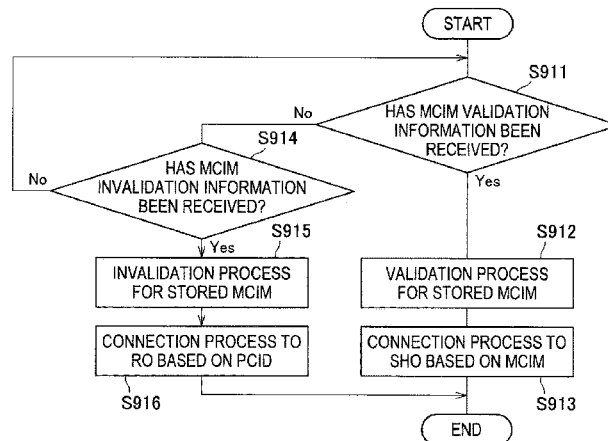 START
S911
HAS MCIM VALIDATION
INFORMATION BEEN
RECEIVED?
No
Yes
S914
HAS MCIM
INVALIDATION INFORMATION
BEEN RECEIVED?
No
Yes
S915
INVALIDATION PROCESS
FOR STORED MCIM
S912
VALIDATION PROCESS
FOR STORED MCIM
CONNECTION PROCESS TO
RO BASED ON PCID
S916
CONNECTION PROCESS TO
SHO BASED ON MCIM
S913
END